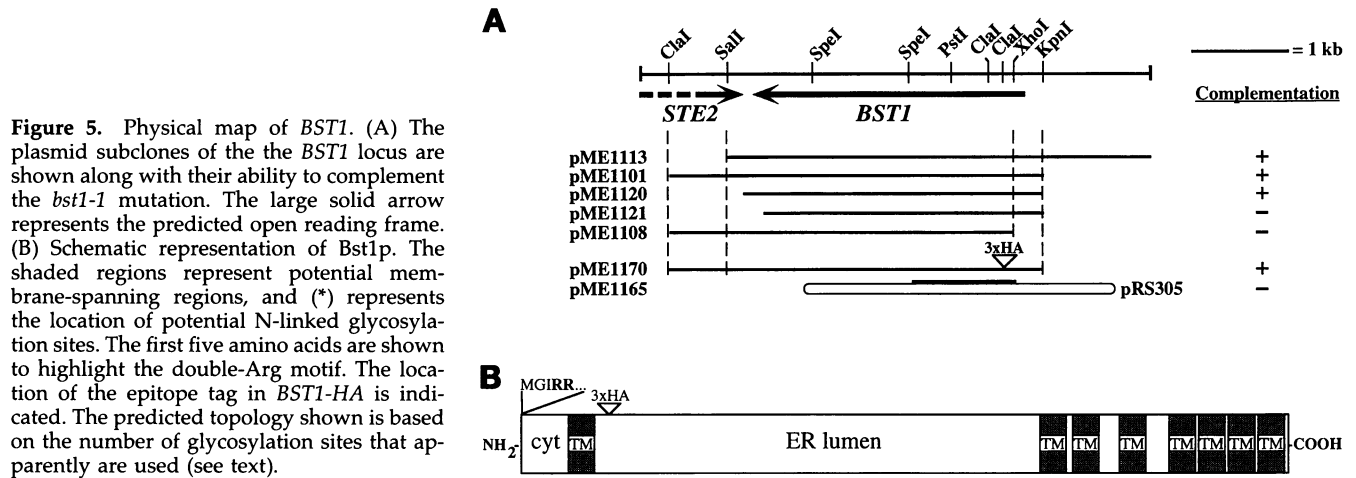 Figure 5. Physical map of BST1. (A) The
plasmid subclones of the the BST1 locus are
shown along with their ability to complement
the bst1-1 mutation. The large solid arrow
represents the predicted open reading frame.
(B) Schematic representation of Bst1p. The
shaded regions represent potential mem-
brane-spanning regions, and (*) represents
the location of potential N-linked glycosyla-
tion sites. The first five amino acids are shown
to highlight the double-Arg motif. The loca-
tion of the epitope tag in BST1-HA is indi-
cated. The predicted topology shown is based
on the number of glycosylation sites that ap-
parently are used (see text).
A
ClaI SalI SpeI SpeI PstI ClaI ClaI XhoI KpnI
= 1 kb
STE2 BST1
Complementation
pME1113 +
pME1101 +
pME1120 +
pME1121 −
pME1108 −
3xHA
pME1170 +
pME1165 pRS305 −
B
MGIRR... 3xHA
NH2- cyt TM ER lumen TM TM TM TM TM TM TM -COOH